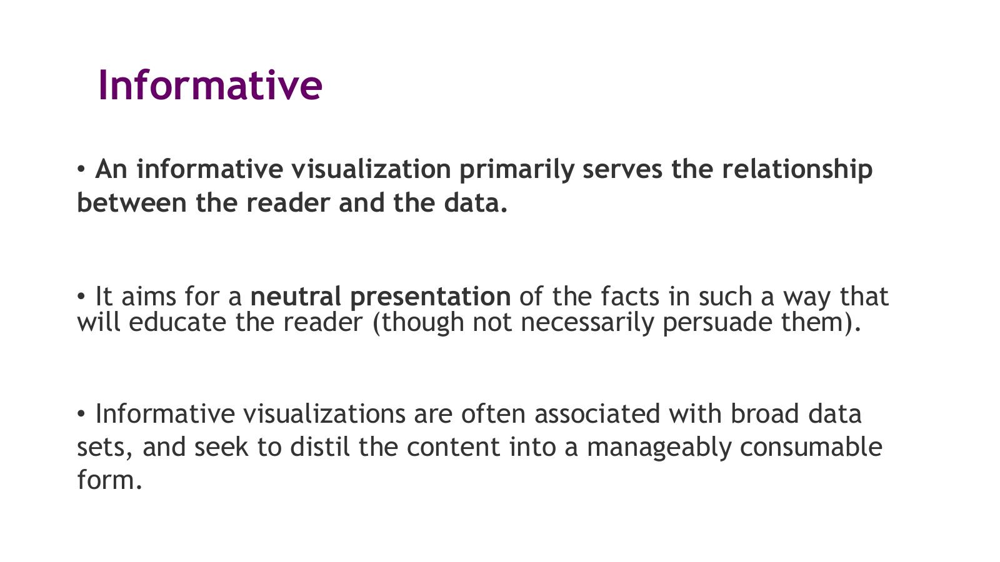 Informative
• An informative visualization primarily serves the relationship
between the reader and the data.
• It aims for a neutral presentation of the facts in such a way that
will educate the reader (though not necessarily persuade them).
• Informative visualizations are often associated with broad data
sets, and seek to distil the content into a manageably consumable
form.